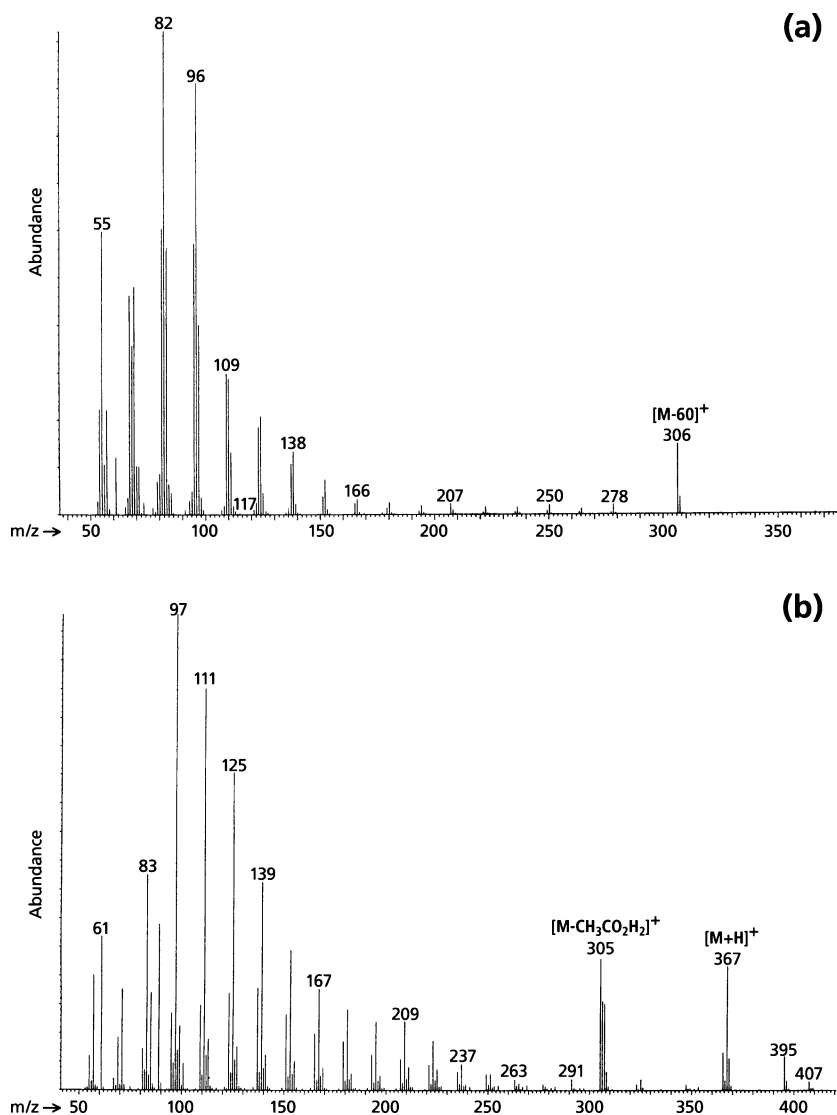 (a)
82
96
55
Abundance
109
[M-60]+
306
138
117
166
207
250
278
m/z → 50 100 150 200 250 300 350
(b)
97
111
125
83
139
Abundance
61
[M-CH₃CO₂H₂]+
305
[M+H]+
367
167
209
237
263
291
395
407
m/z → 50 100 150 200 250 300 350 400